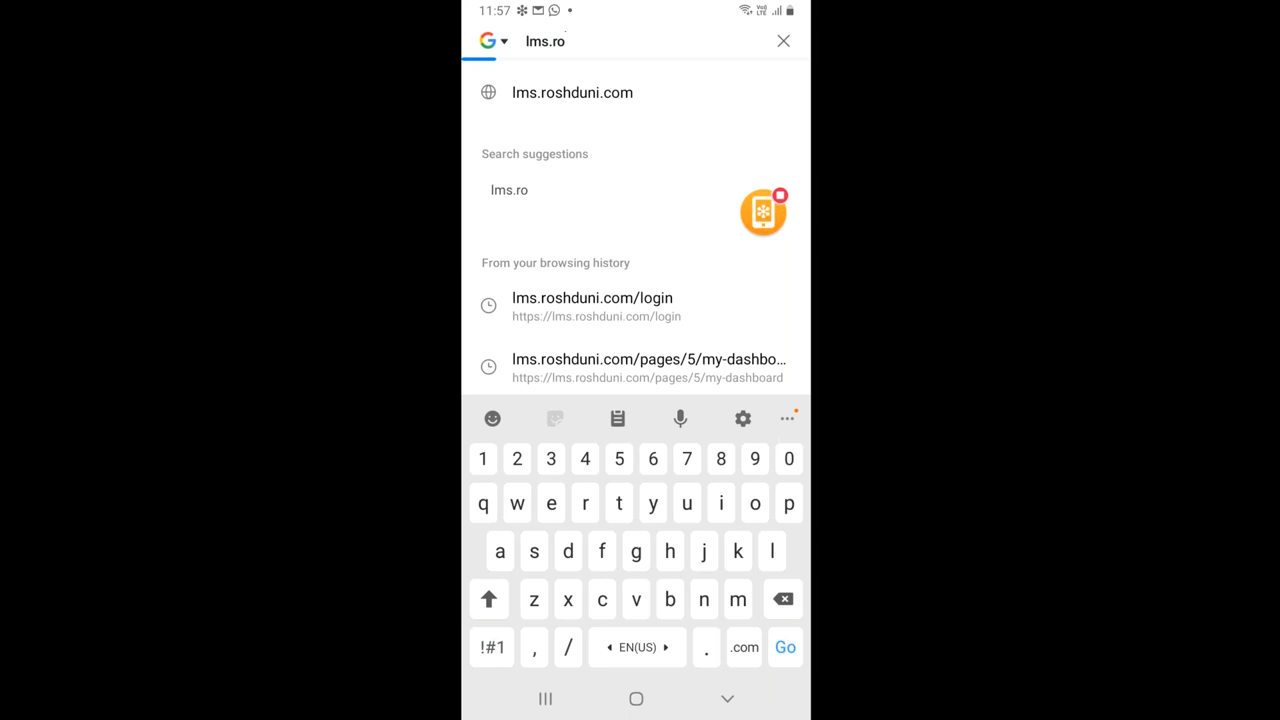 11:57
lms.ro
lms.roshduni.com
Search suggestions
lms.ro
From your browsing history
lms.roshduni.com/login
https://lms.roshduni.com/login
lms.roshduni.com/pages/5/my-dashbo...
https://lms.roshduni.com/pages/5/my-dashboard
1 2 3 4 5 6 7 8 9 0
q w e r t y u i o p
a s d f g h j k l
z x c v b n m
!#1 , / EN(US) . .com Go